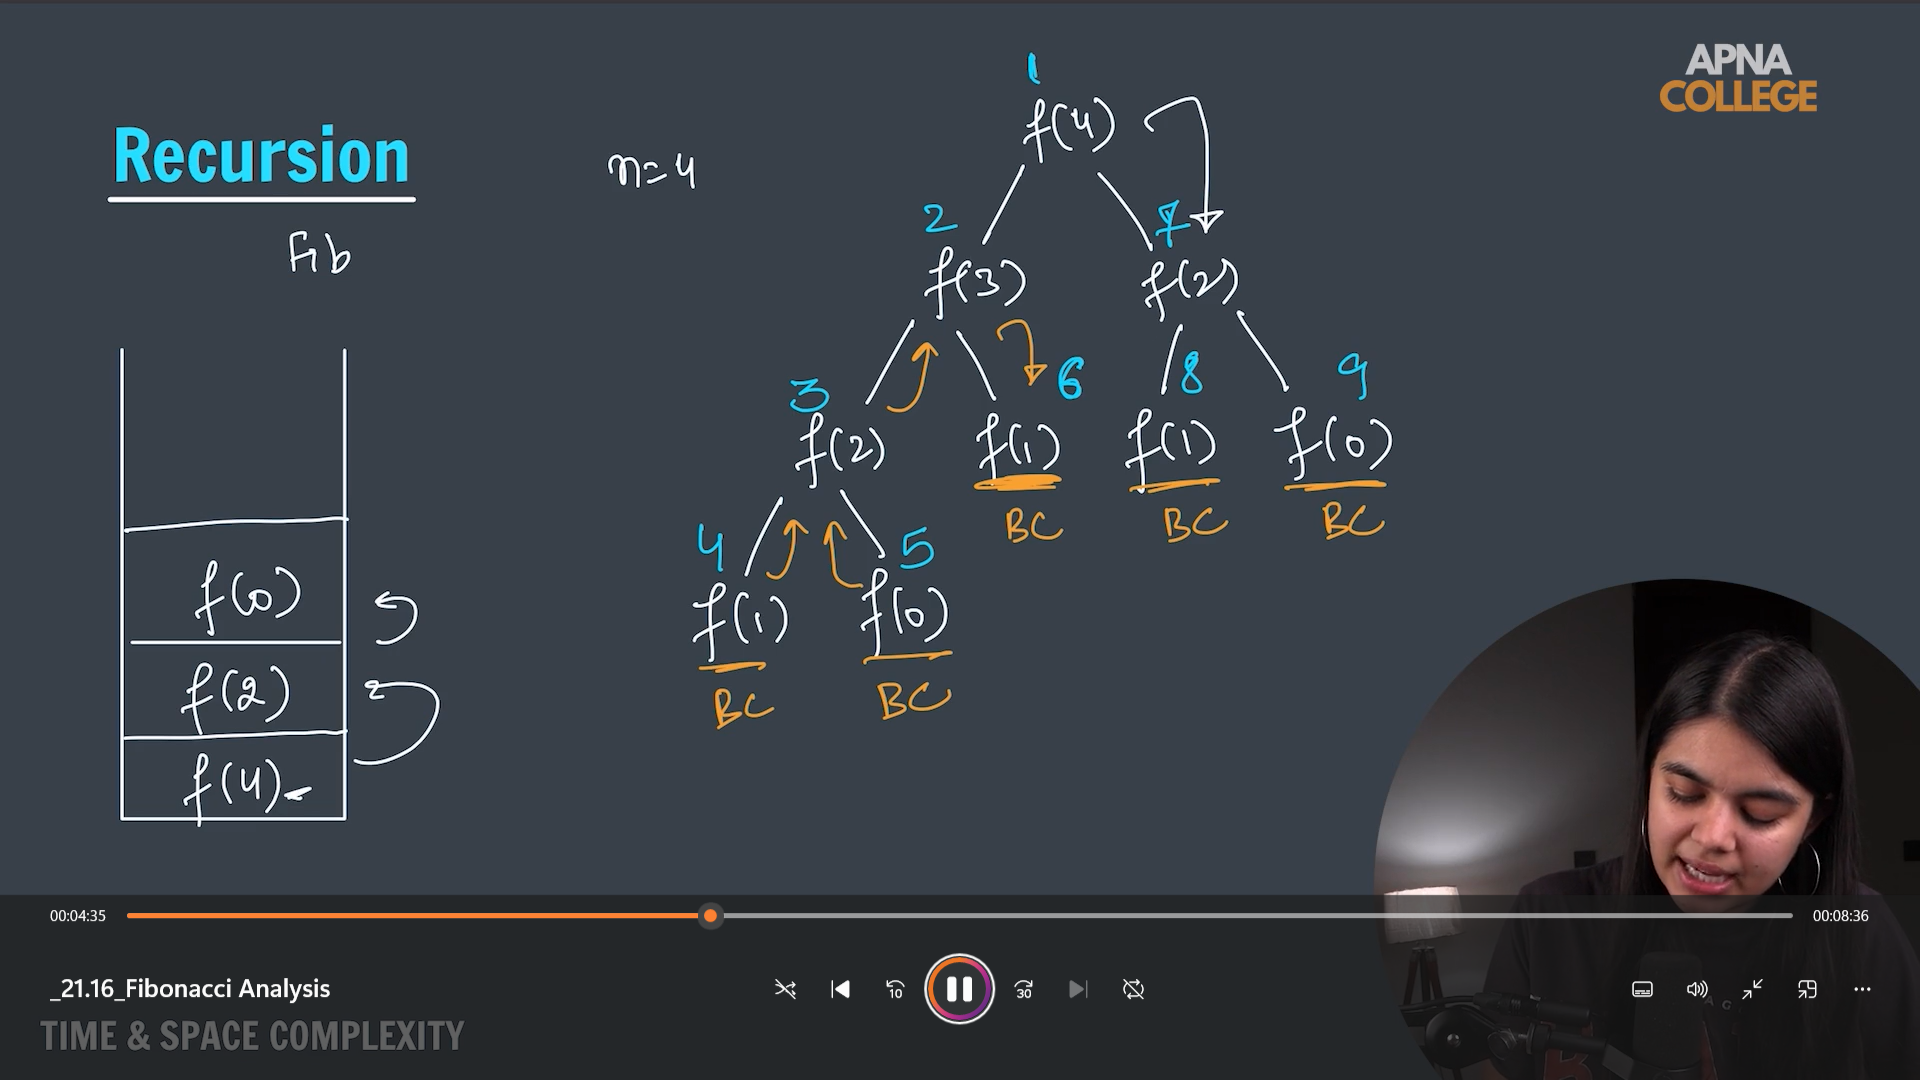 APNA
COLLEGE
Recursion
Fib
n=4
1
f(4)
2
7
f(3)
f(2)
3
6
8
9
f(2)
f(1)
f(1)
f(0)
BC
BC
BC
4
5
f(1)
f(0)
BC
BC
f(0)
f(2)
f(4)
00:04:35
00:08:36
_21.16_Fibonacci Analysis
10
30
TIME & SPACE COMPLEXITY